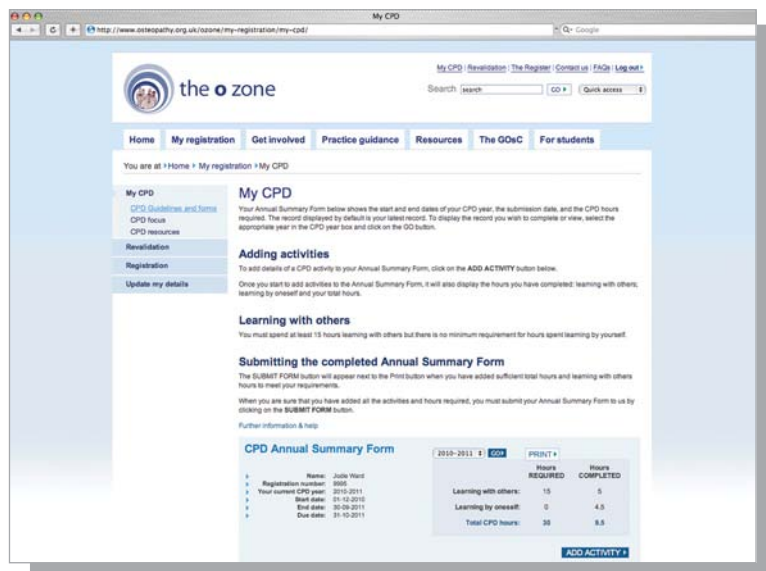 My CPD
http://www.osteopathy.org.uk/ozone/my-registration/my-cpd/
Google
My CPD | Revalidation | The Register | Contact us | FAQs | Log out
the o zone
Search search GO Quick access
Home My registration Get involved Practice guidance Resources The GOsC For students
You are at Home My registration My CPD
My CPD
CPD Guidelines and forms
CPD focus
CPD resources
Revalidation
Registration
Update my details
My CPD
Your Annual Summary Form below shows the start and end dates of your CPD year, the submission date, and the CPD hours
required. The record displayed by default is your latest record. To display the record you wish to complete or view, select the
appropriate year in the CPD year box and click on the GO button.
Adding activities
To add details of a CPD activity to your Annual Summary Form, click on the ADD ACTIVITY button below.
Once you start to add activities to the Annual Summary Form, it will also display the hours you have completed: learning with others;
learning by oneself and your total hours.
Learning with others
You must spend at least 15 hours learning with others but there is no minimum requirement for hours spent learning by yourself.
Submitting the completed Annual Summary Form
The SUBMIT FORM button will appear next to the Print button when you have added sufficient total hours and learning with others
hours to meet your requirements.
When you are sure that you have added all the activities and hours required, you must submit your Annual Summary Form to us by
clicking on the SUBMIT FORM button.
Further information & help
CPD Annual Summary Form
2010-2011 GO PRINT
Name: Jodie Ward
Registration number: 9995
Your current CPD year: 2010-2011
Start date: 01-12-2010
End date: 30-09-2011
Due date: 31-10-2011
Hours REQUIRED Hours COMPLETED
Learning with others: 15 5
Learning by oneself: 0 4.5
Total CPD hours: 30 9.5
ADD ACTIVITY